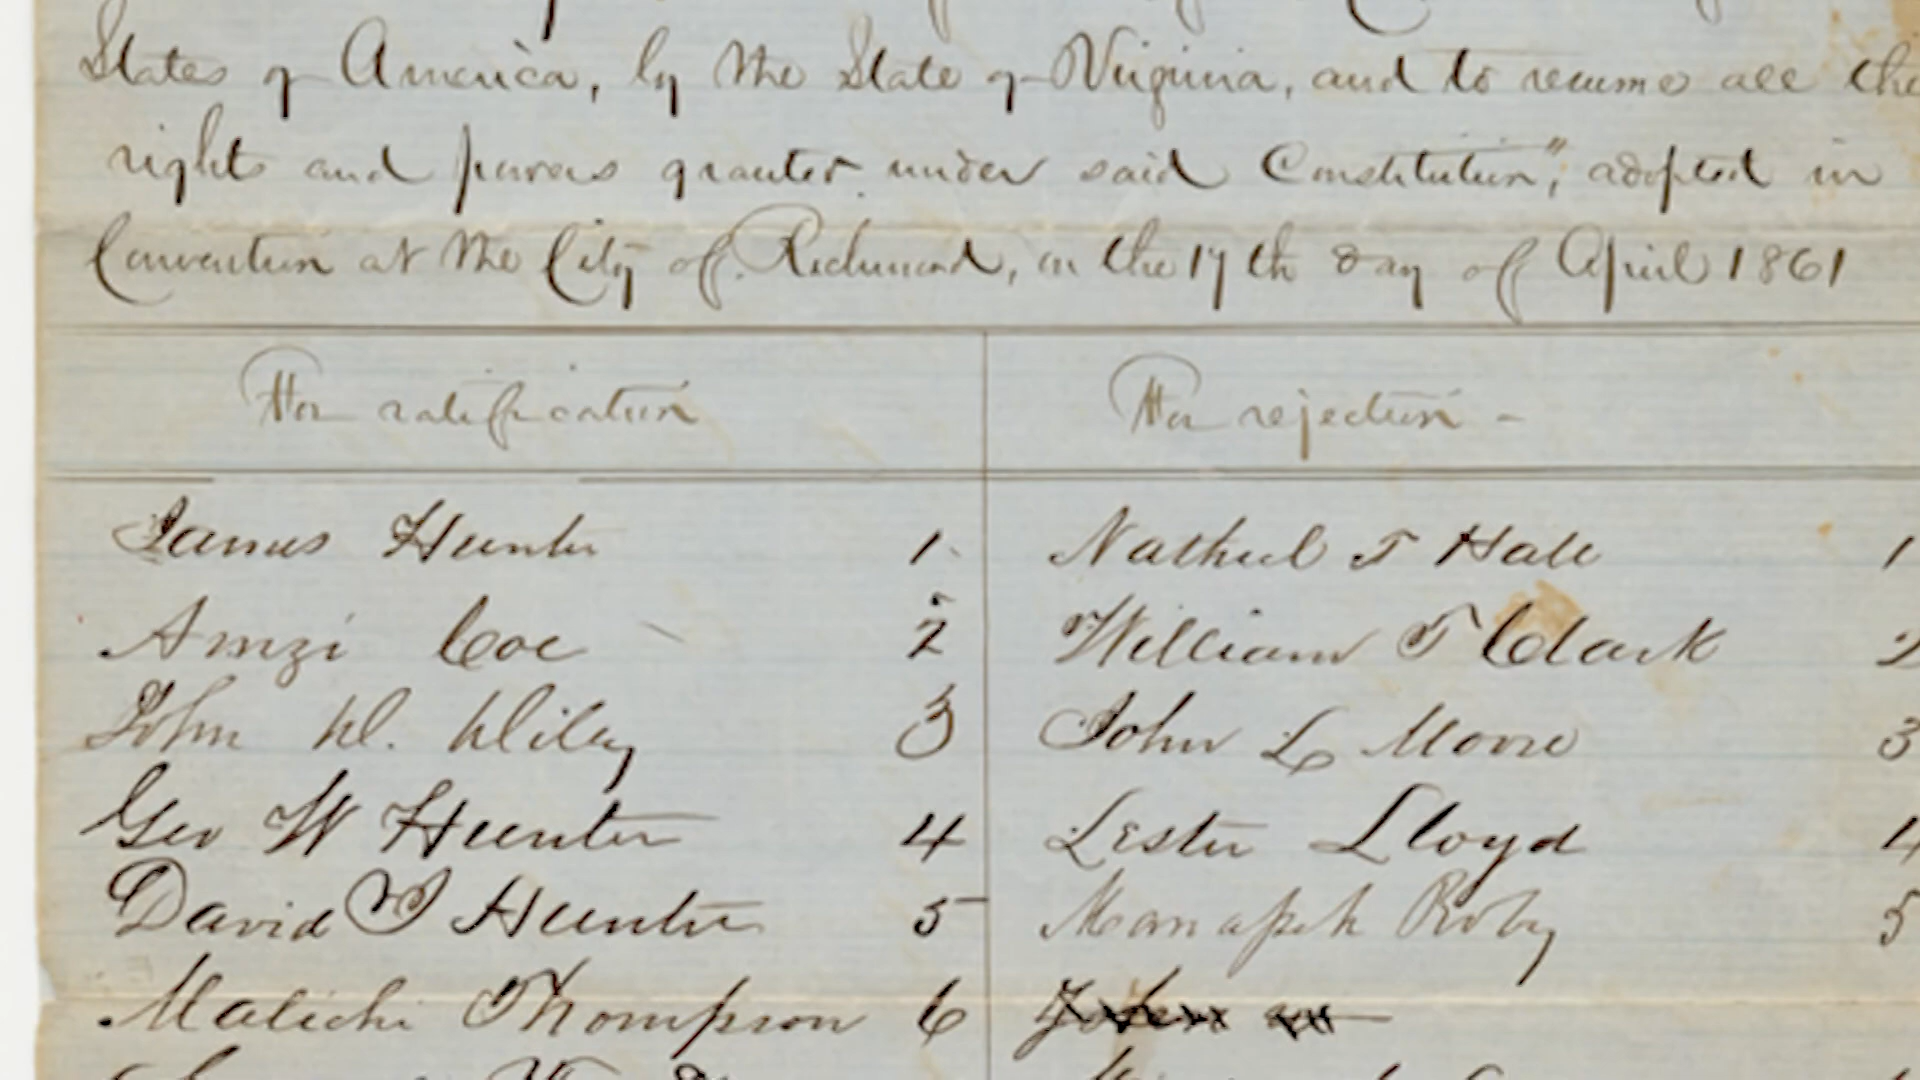 States of America, by the State of Virginia, and to resume all the
rights and powers granted under said Constitution", adopted in
Convention at the City of Richmond, on the 17th day of April 1861
For ratification For rejection -
James Hunter 1 Nathul T Hall 1
Amzi Coe 2 William T Clark 2
John W. Wiley 3 John L Moore 3
Geo W Hunter 4 Lester Lloyd 4
David Hunter 5 Manasseh Roby 5
Malichi Thompson 6 John